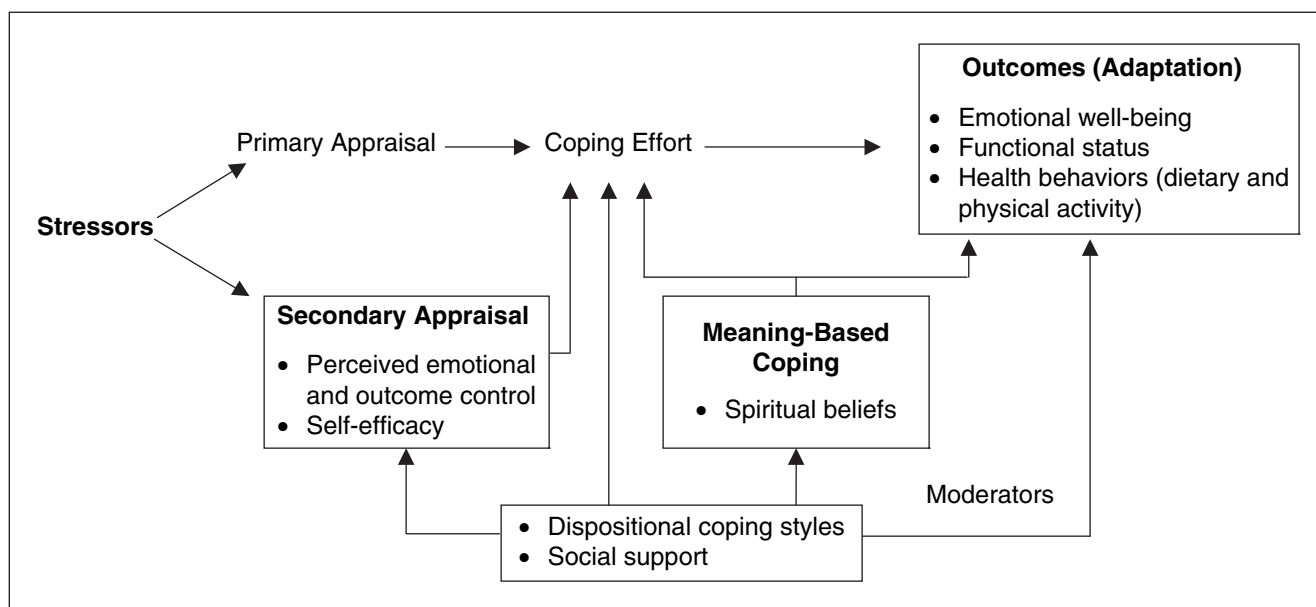 Outcomes (Adaptation)
• Emotional well-being
• Functional status
• Health behaviors (dietary and
physical activity)
Primary Appraisal
Coping Effort
Stressors
Secondary Appraisal
• Perceived emotional
and outcome control
• Self-efficacy
Meaning-Based
Coping
• Spiritual beliefs
Moderators
• Dispositional coping styles
• Social support